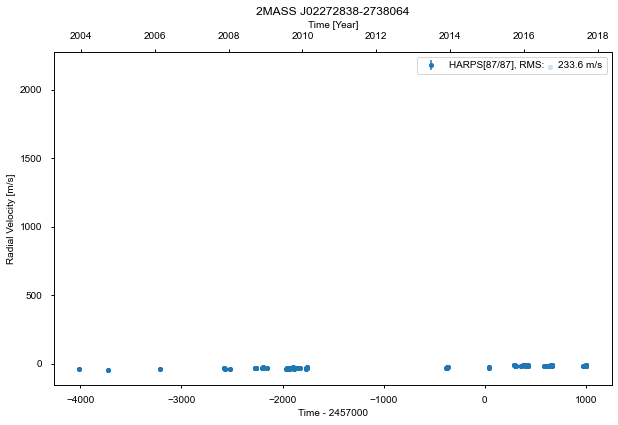 2MASS J02272838-2738064
Time [Year]
2004 2006 2008 2010 2012 2014 2016 2018
HARPS[87/87], RMS: 233.6 m/s
2000
1500
1000
500
0
Radial Velocity [m/s]
−4000 −3000 −2000 −1000 0 1000
Time - 2457000